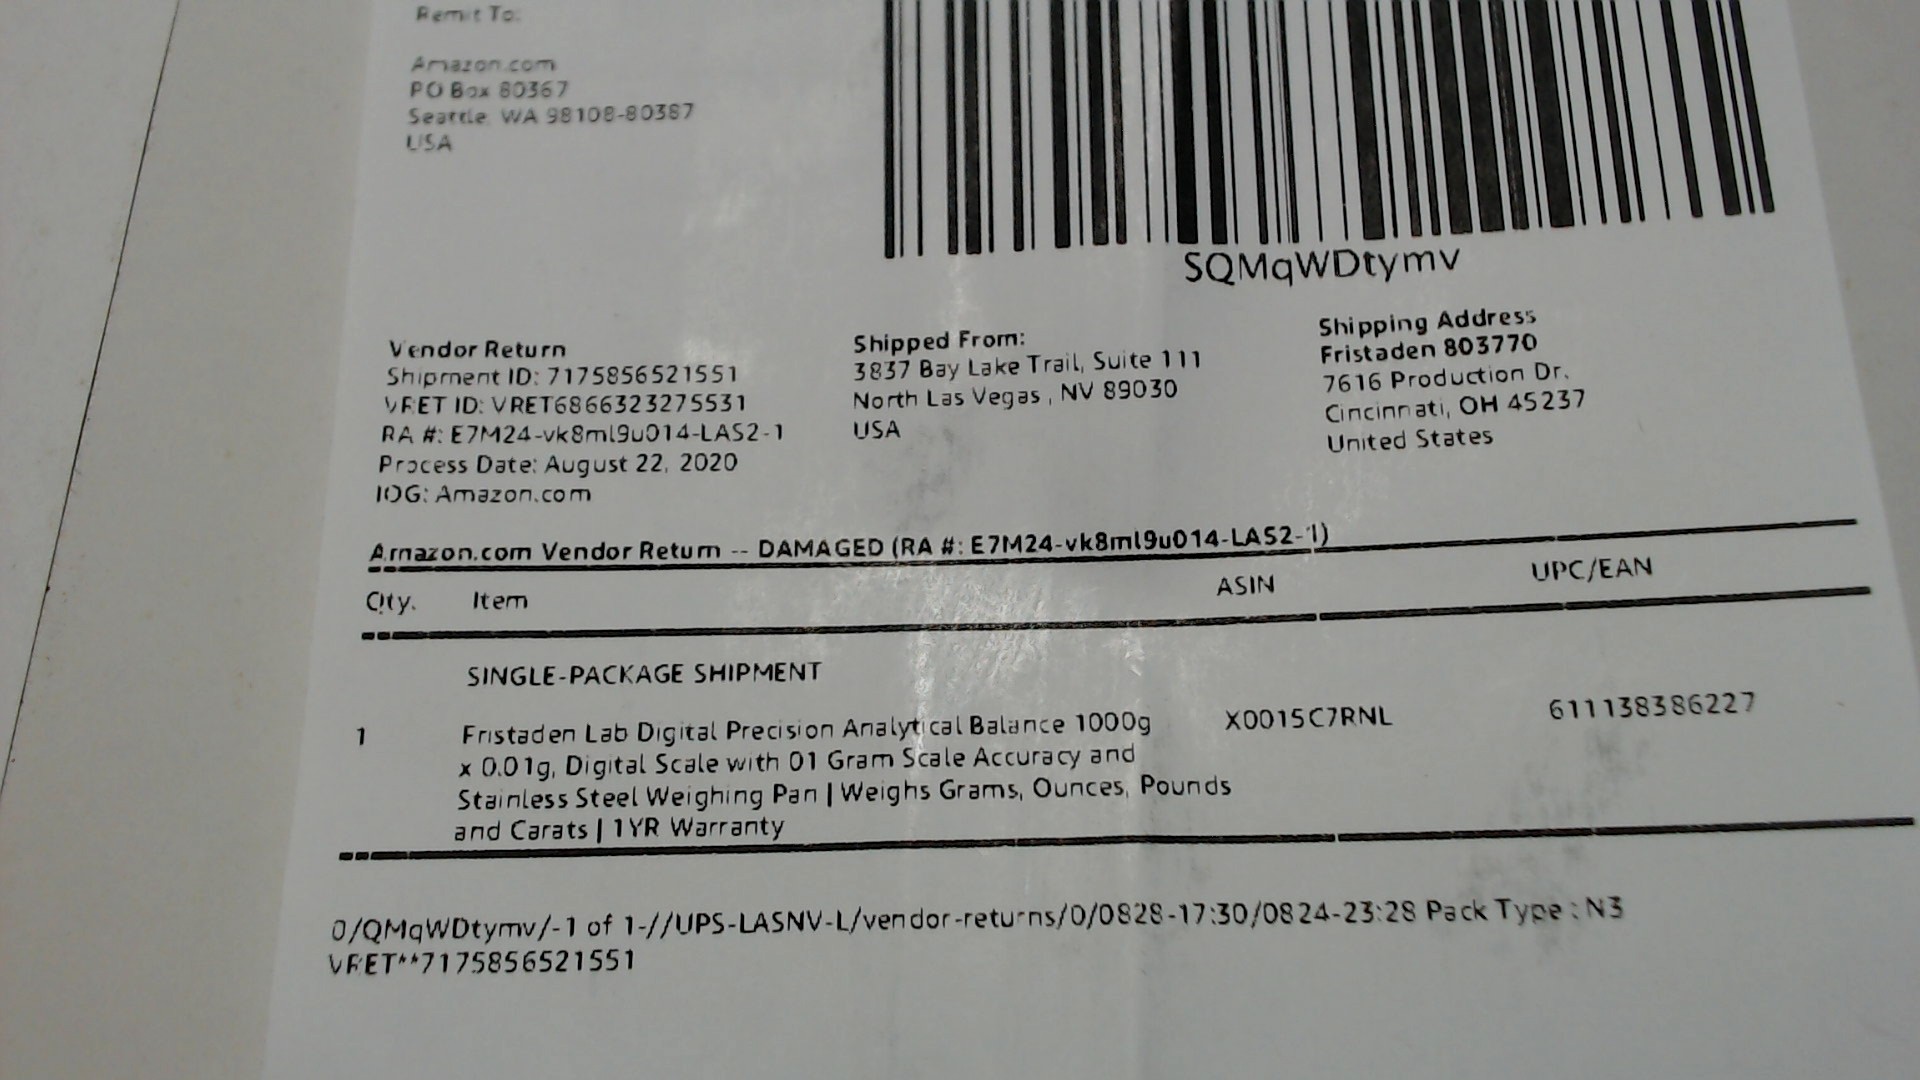 Remit To:
Amazon.com
PO Box 80367
Seattle, WA 98108-80387
USA
SQMqWDtymv
Vendor Return
Shipment ID: 7175856521551
VRET ID: VRET6866323275531
RA #: E7M24-vk8ml9u014-LAS2-1
Process Date: August 22, 2020
IOG: Amazon.com
Shipped From:
3837 Bay Lake Trail, Suite 111
North Las Vegas , NV 89030
USA
Shipping Address
Fristaden 803770
7616 Production Dr.
Cincinnati, OH 45237
United States
Amazon.com Vendor Return -- DAMAGED (RA #: E7M24-vk8ml9u014-LAS2-1)
Qty. Item ASIN UPC/EAN
SINGLE-PACKAGE SHIPMENT
1 Fristaden Lab Digital Precision Analytical Balance 1000g X0015C7RNL 611138386227
x 0.01g, Digital Scale with 01 Gram Scale Accuracy and
Stainless Steel Weighing Pan | Weighs Grams, Ounces, Pounds
and Carats | 1YR Warranty
0/QMqWDtymv/-1 of 1-//UPS-LASNV-L/vendor-returns/0/0828-17:30/0824-23:28 Pack Type : N3
VRET**7175856521551